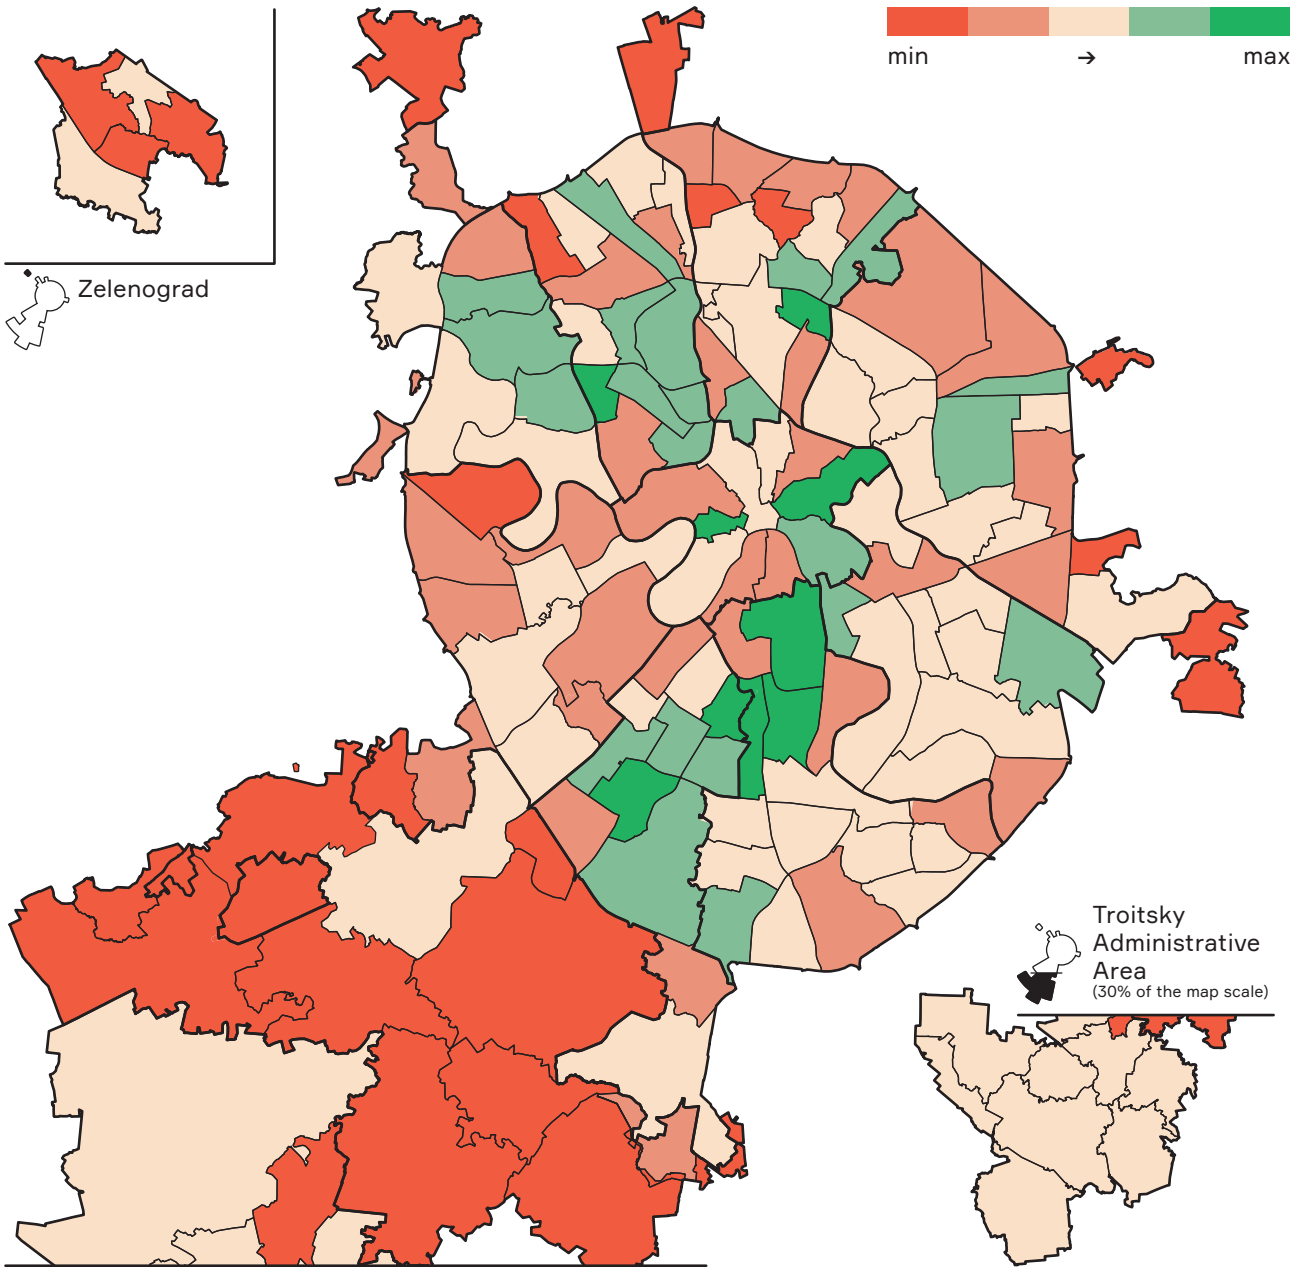 min → max
Zelenograd
Troitsky
Administrative
Area
(30% of the map scale)